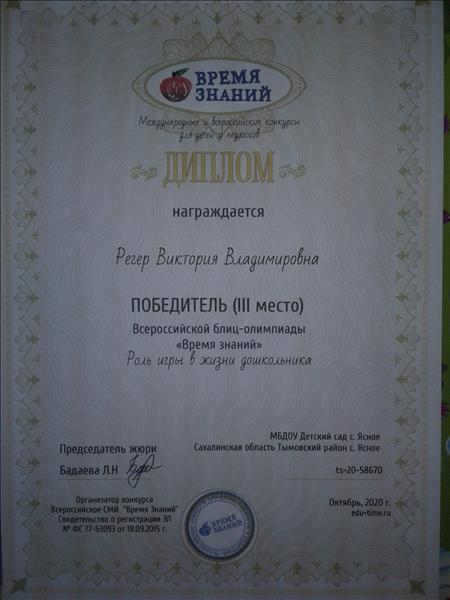 ВРЕМЯ
ЗНАНИЙ
Международные и всероссийские конкурсы
для детей и педагогов
ДИПЛОМ
награждается
Регер Виктория Владимировна
ПОБЕДИТЕЛЬ (III место)
Всероссийской блиц-олимпиады
«Время знаний»
Роль игры в жизни дошкольника
МБДОУ Детский сад с. Ясное
Сахалинская область Тымовский район с. Ясное
Председатель жюри
Бадаева Л.Н
ts-20-58670
Организатор конкурса
Всероссийское СМИ "Время Знаний"
Свидетельство о регистрации ЭЛ
№ ФС 77-63093 от 18.09.2015 г.
ВРЕМЯ
ЗНАНИЙ
Октябрь, 2020 г.
edu-time.ru